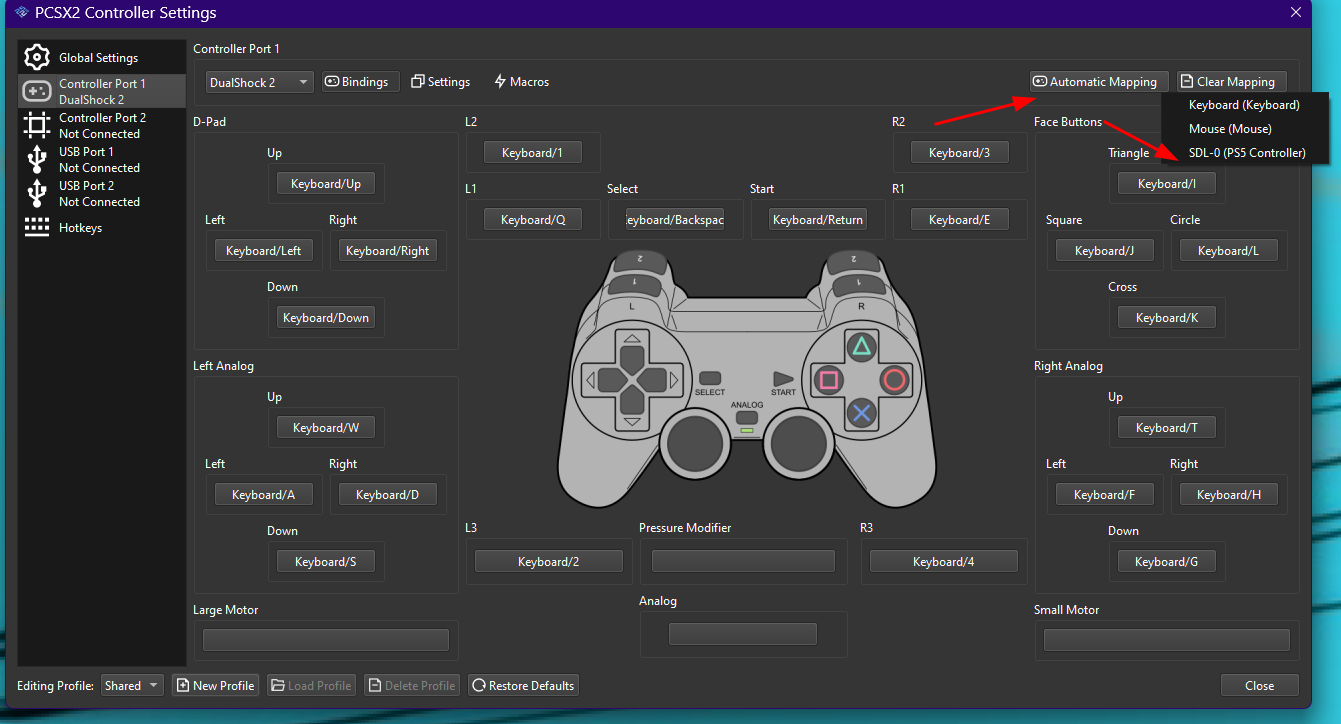 PCSX2 Controller Settings
Global Settings
Controller Port 1
DualShock 2
Controller Port 2
Not Connected
USB Port 1
Not Connected
USB Port 2
Not Connected
Hotkeys
Controller Port 1
DualShock 2
Bindings
Settings
Macros
Automatic Mapping
Clear Mapping
Keyboard (Keyboard)
Mouse (Mouse)
SDL-0 (PS5 Controller)
D-Pad
Up
Keyboard/Up
Left
Keyboard/Left
Right
Keyboard/Right
Down
Keyboard/Down
Left Analog
Up
Keyboard/W
Left
Keyboard/A
Right
Keyboard/D
Down
Keyboard/S
Large Motor
L2
Keyboard/1
R2
Keyboard/3
L1
Keyboard/Q
Select
eyboard/Backspac
Start
Keyboard/Return
R1
Keyboard/E
2
1
L
2
1
R
SELECT
START
ANALOG
L3
Keyboard/2
Pressure Modifier
R3
Keyboard/4
Analog
Face Buttons
Triangle
Keyboard/I
Square
Keyboard/J
Circle
Keyboard/L
Cross
Keyboard/K
Right Analog
Up
Keyboard/T
Left
Keyboard/F
Right
Keyboard/H
Down
Keyboard/G
Small Motor
Editing Profile:
Shared
New Profile
Load Profile
Delete Profile
Restore Defaults
Close